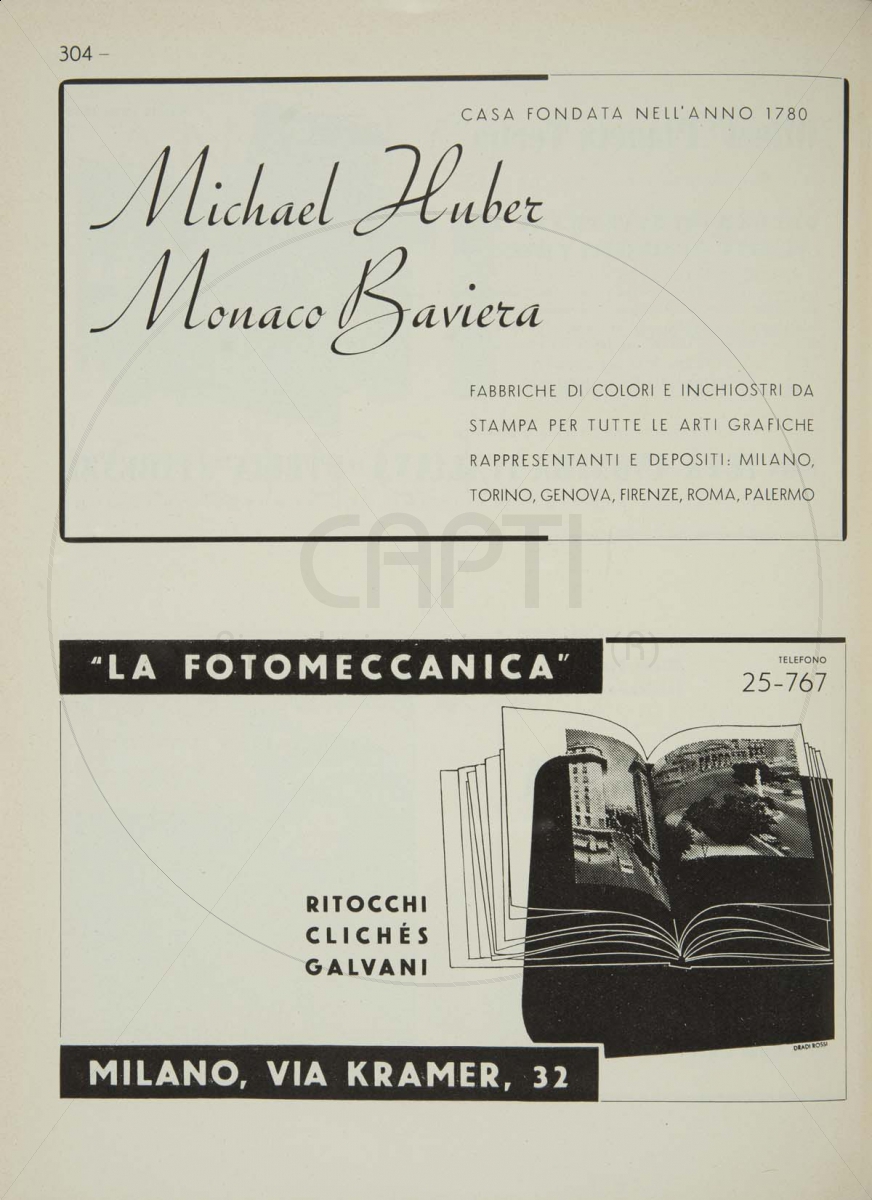 304 –
CASA FONDATA NELL'ANNO 1780
Michael Huber
Monaco Baviera
FABBRICHE DI COLORI E INCHIOSTRI DA
STAMPA PER TUTTE LE ARTI GRAFICHE
RAPPRESENTANTI E DEPOSITI: MILANO,
TORINO, GENOVA, FIRENZE, ROMA, PALERMO
CAPTI
"LA FOTOMECCANICA"
TELEFONO
25-767
RITOCCHI
CLICHÉS
GALVANI
DRADI ROSSI
MILANO, VIA KRAMER, 32